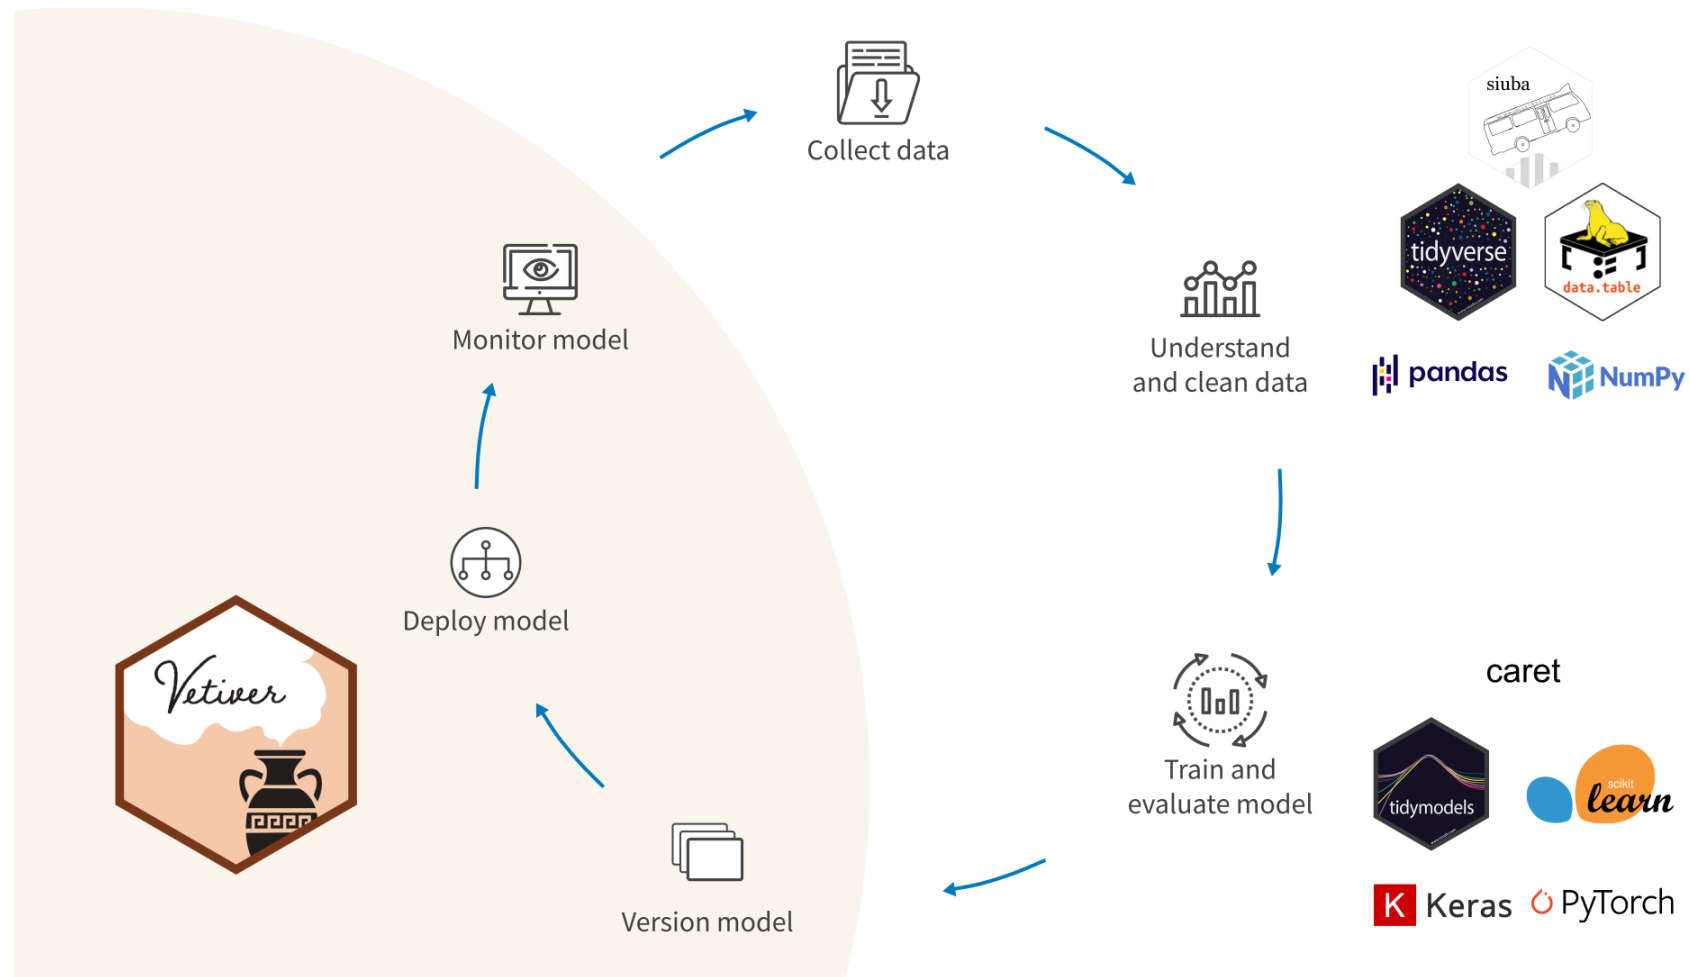 Collect data
siuba
tidyverse
data.table
Understand
and clean data
pandas
NumPy
Monitor model
Deploy model
Vetiver
Train and
evaluate model
caret
tidymodels
scikit
learn
K Keras
PyTorch
Version model